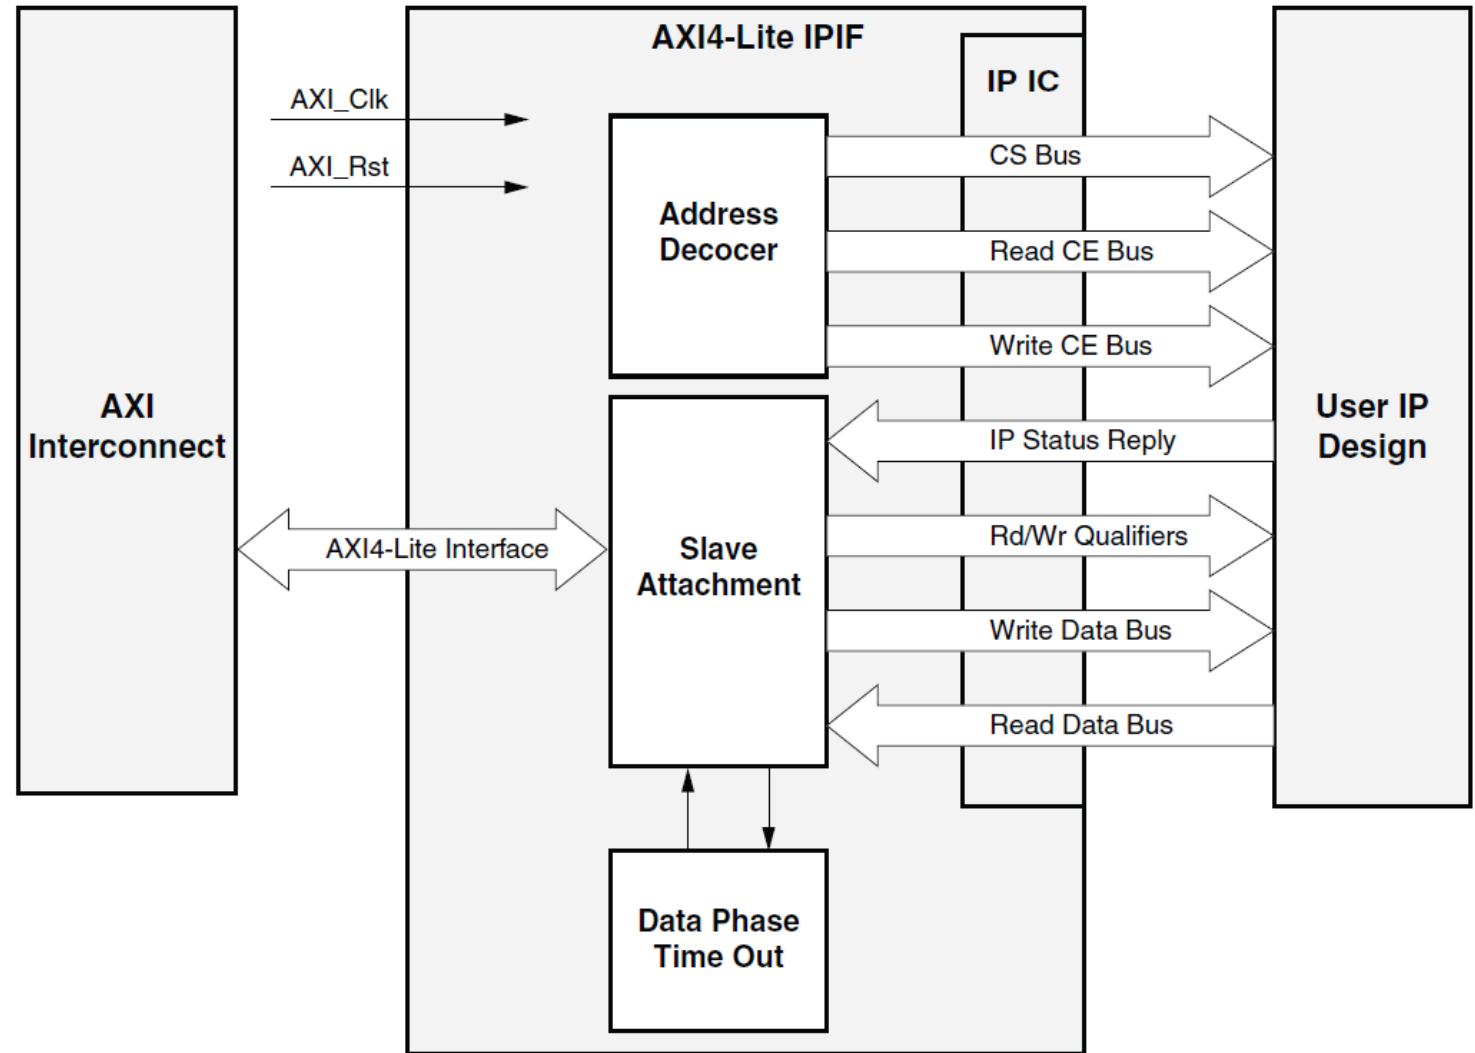 AXI4-Lite IPIF
IP IC
AXI_Clk
AXI_Rst
Address
Decocer
CS Bus
Read CE Bus
Write CE Bus
AXI
Interconnect
User IP
Design
IP Status Reply
AXI4-Lite Interface
Slave
Attachment
Rd/Wr Qualifiers
Write Data Bus
Read Data Bus
Data Phase
Time Out